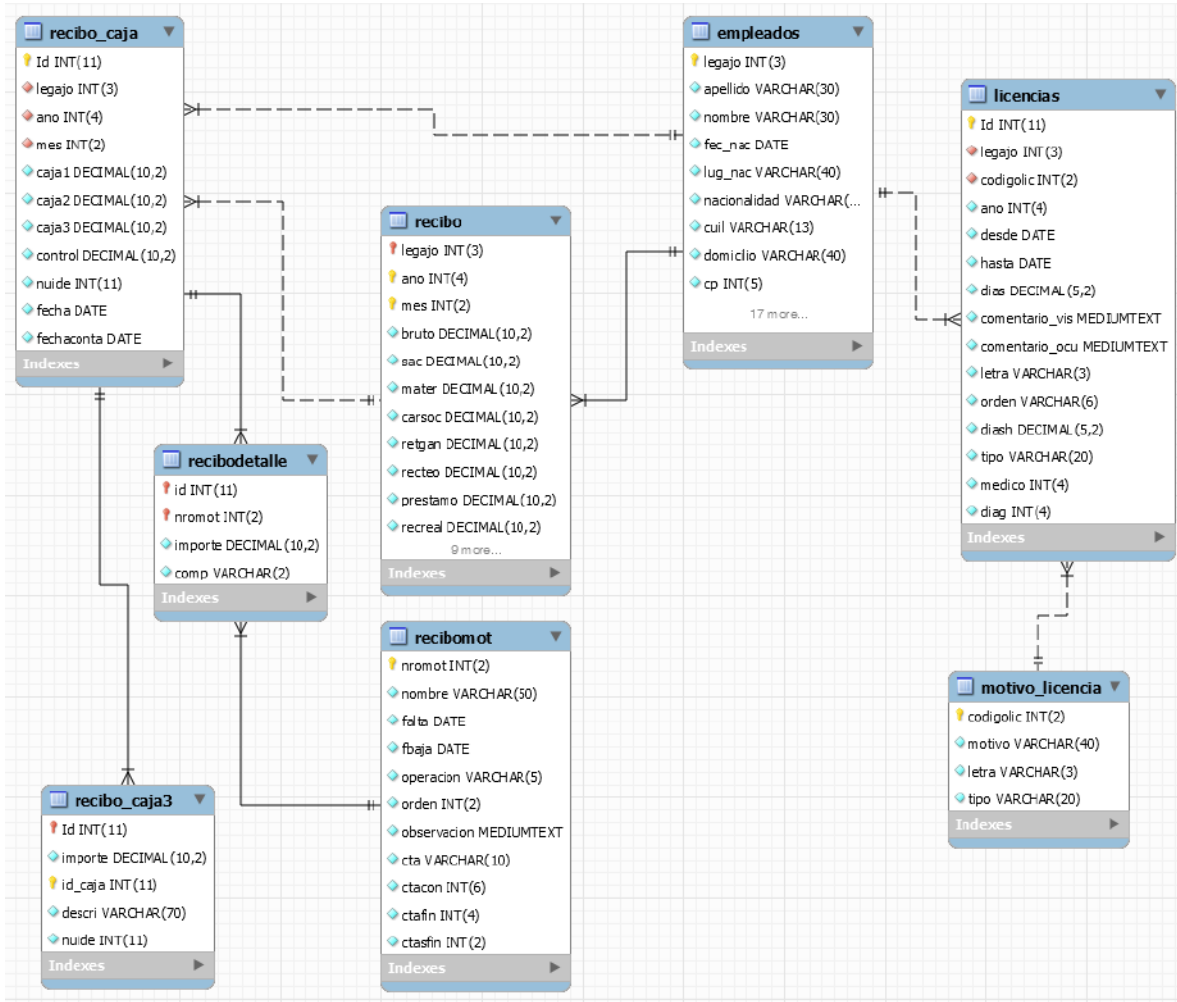 recibo_caja
Id INT(11)
legajo INT(3)
ano INT(4)
mes INT(2)
caja1 DECIMAL(10,2)
caja2 DECIMAL(10,2)
caja3 DECIMAL(10,2)
control DECIMAL(10,2)
nuide INT(11)
fecha DATE
fechaconta DATE
Indexes
empleados
legajo INT(3)
apellido VARCHAR(30)
nombre VARCHAR(30)
fec_nac DATE
lug_nac VARCHAR(40)
nacionalidad VARCHAR(...
cuil VARCHAR(13)
domicilio VARCHAR(40)
cp INT(5)
17 more...
Indexes
licencias
Id INT(11)
legajo INT(3)
codigolic INT(2)
ano INT(4)
desde DATE
hasta DATE
dias DECIMAL(5,2)
comentario_vis MEDIUMTEXT
comentario_ocu MEDIUMTEXT
letra VARCHAR(3)
orden VARCHAR(6)
diash DECIMAL(5,2)
tipo VARCHAR(20)
medico INT(4)
diag INT(4)
Indexes
recibo
legajo INT(3)
ano INT(4)
mes INT(2)
bruto DECIMAL(10,2)
sac DECIMAL(10,2)
mater DECIMAL(10,2)
carsoc DECIMAL(10,2)
retgan DECIMAL(10,2)
recteo DECIMAL(10,2)
prestamo DECIMAL(10,2)
recreal DECIMAL(10,2)
9 more...
Indexes
recibodetalle
id INT(11)
nromot INT(2)
importe DECIMAL(10,2)
comp VARCHAR(2)
Indexes
recibomot
nromot INT(2)
nombre VARCHAR(50)
falta DATE
fbaja DATE
operacion VARCHAR(5)
orden INT(2)
observacion MEDIUMTEXT
cta VARCHAR(10)
ctacon INT(6)
ctafin INT(4)
ctasfin INT(2)
Indexes
motivo_licencia
codigolic INT(2)
motivo VARCHAR(40)
letra VARCHAR(3)
tipo VARCHAR(20)
Indexes
recibo_caja3
Id INT(11)
importe DECIMAL(10,2)
id_caja INT(11)
descri VARCHAR(70)
nuide INT(11)
Indexes